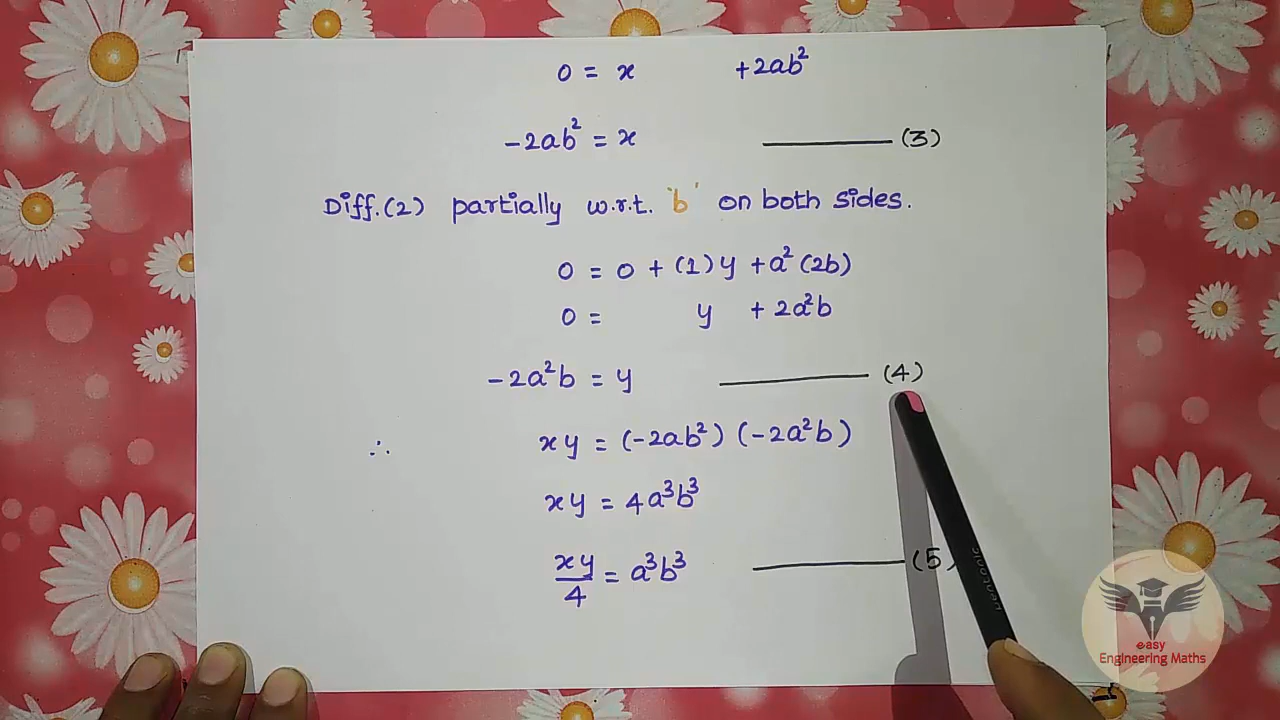 0 = x +2ab²
-2ab² = x ——— (3)
Diff.(2) partially w.r.t. 'b' on both sides.
0 = 0 + (1)y + a²(2b)
0 = y + 2a²b
-2a²b = y ——— (4)
∴ xy = (-2ab²) (-2a²b)
xy = 4a³b³
xy/4 = a³b³ ——— (5)
pentonic
easy
Engineering Maths